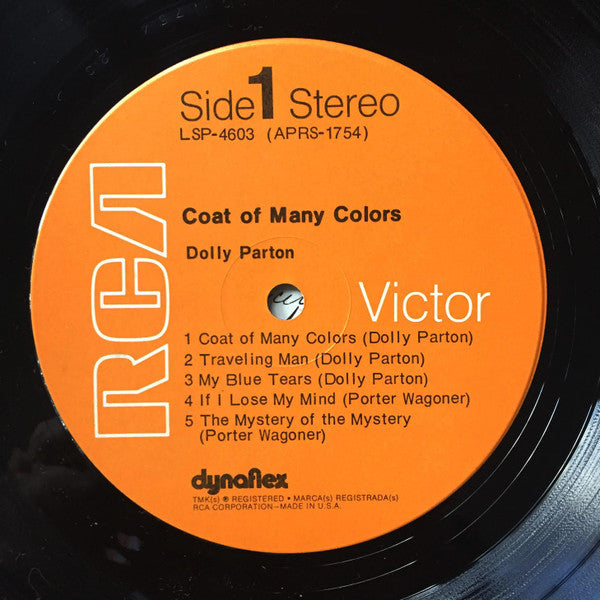 Side 1 Stereo
LSP-4603 (APRS-1754)
Coat of Many Colors
Dolly Parton
RCA
Victor
1 Coat of Many Colors (Dolly Parton)
2 Traveling Man (Dolly Parton)
3 My Blue Tears (Dolly Parton)
4 If I Lose My Mind (Porter Wagoner)
5 The Mystery of the Mystery
(Porter Wagoner)
dynaflex
TMK(s) ® REGISTERED • MARCA(s) REGISTRADA(s)
RCA CORPORATION—MADE IN U.S.A.